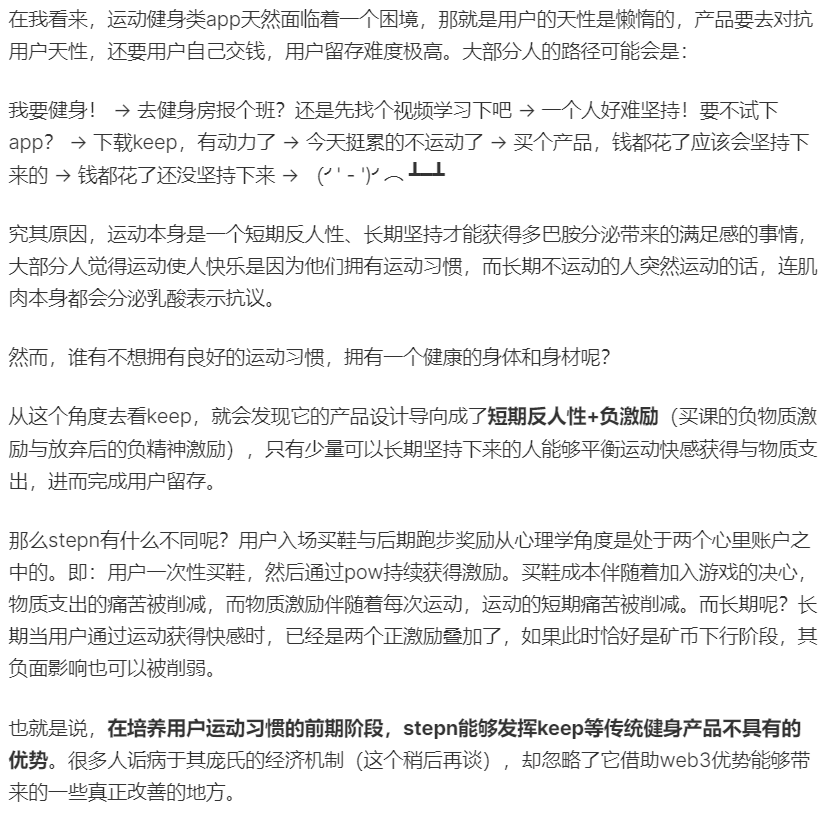 在我看来，运动健身类app天然面临着一个困境，那就是用户的天性是懒惰的，产品要去对抗
用户天性，还要用户自己交钱，用户留存难度极高。大部分人的路径可能会是：
我要健身！ → 去健身房报个班？还是先找个视频学习下吧 → 一个人好难坚持！要不试下
app？ → 下载keep，有动力了 → 今天挺累的不运动了 → 买个产品，钱都花了应该会坚持下
来的 → 钱都花了还没坚持下来 → (╯' - ')╯︵ ┻━┻
究其原因，运动本身是一个短期反人性、长期坚持才能获得多巴胺分泌带来的满足感的事情，
大部分人觉得运动使人快乐是因为他们拥有运动习惯，而长期不运动的人突然运动的话，连肌
肉本身都会分泌乳酸表示抗议。
然而，谁有不想拥有良好的运动习惯，拥有一个健康的身体和身材呢？
从这个角度去看keep，就会发现它的产品设计导向成了短期反人性+负激励（买课的负物质激
励与放弃后的负精神激励），只有少量可以长期坚持下来的人能够平衡运动快感获得与物质支
出，进而完成用户留存。
那么stepn有什么不同呢？用户入场买鞋与后期跑步奖励从心理学角度是处于两个心里账户之
中的。即：用户一次性买鞋，然后通过pow持续获得激励。买鞋成本伴随着加入游戏的决心，
物质支出的痛苦被削减，而物质激励伴随着每次运动，运动的短期痛苦被削减。而长期呢？长
期当用户通过运动获得快感时，已经是两个正激励叠加了，如果此时恰好是矿币下行阶段，其
负面影响也可以被削弱。
也就是说，在培养用户运动习惯的前期阶段，stepn能够发挥keep等传统健身产品不具有的
优势。很多人诟病于其庞氏的经济机制（这个稍后再谈），却忽略了它借助web3优势能够带
来的一些真正改善的地方。